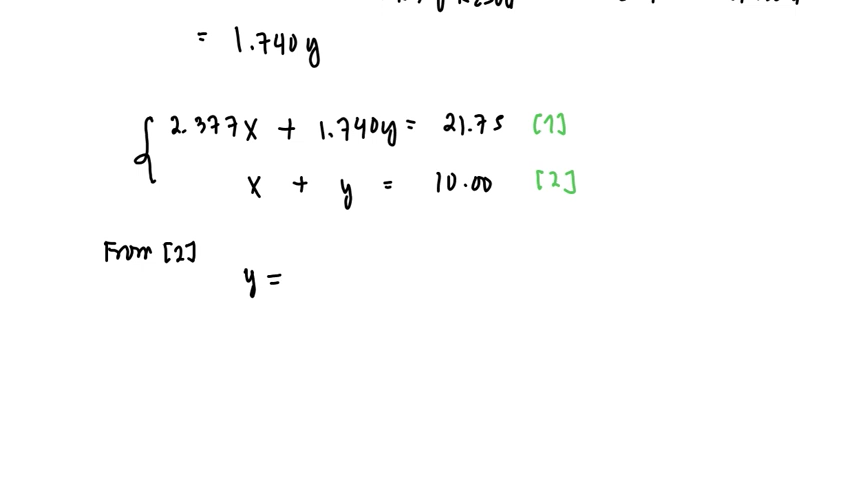 = 1.740y
2.377x + 1.740y = 21.75 [1]
x + y = 10.00 [2]
From [2]
y =